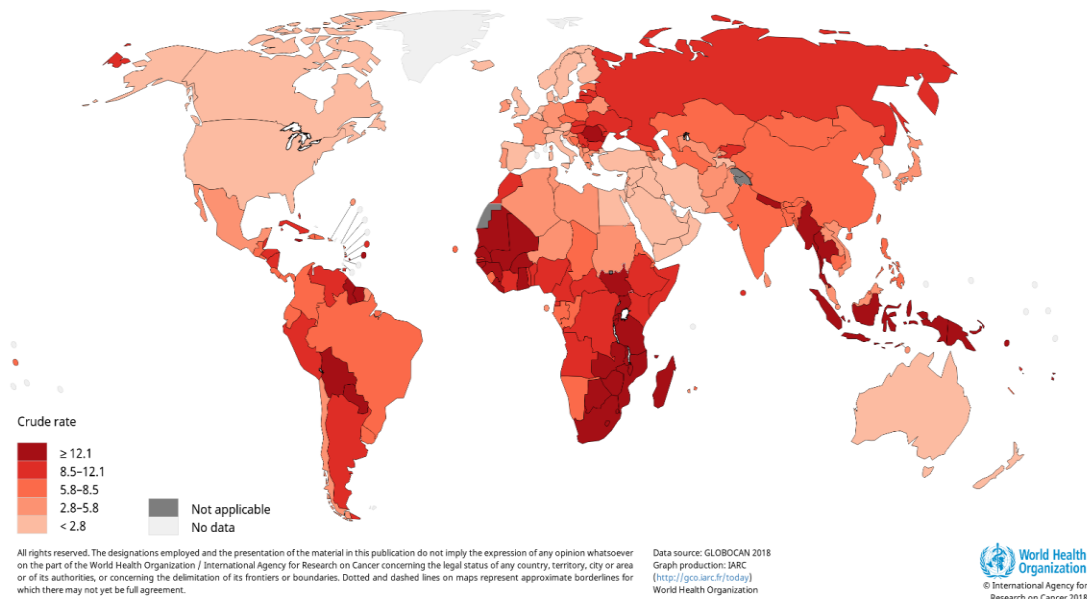 Crude rate
≥ 12.1
8.5–12.1
5.8–8.5
2.8–5.8
< 2.8
Not applicable
No data
All rights reserved. The designations employed and the presentation of the material in this publication do not imply the expression of any opinion whatsoever
on the part of the World Health Organization / International Agency for Research on Cancer concerning the legal status of any country, territory, city or area
or of its authorities, or concerning the delimitation of its frontiers or boundaries. Dotted and dashed lines on maps represent approximate borderlines for
which there may not yet be full agreement.
Data source: GLOBOCAN 2018
Graph production: IARC
(http://gco.iarc.fr/today)
World Health Organization
World Health
Organization
© International Agency for
Research on Cancer 2018